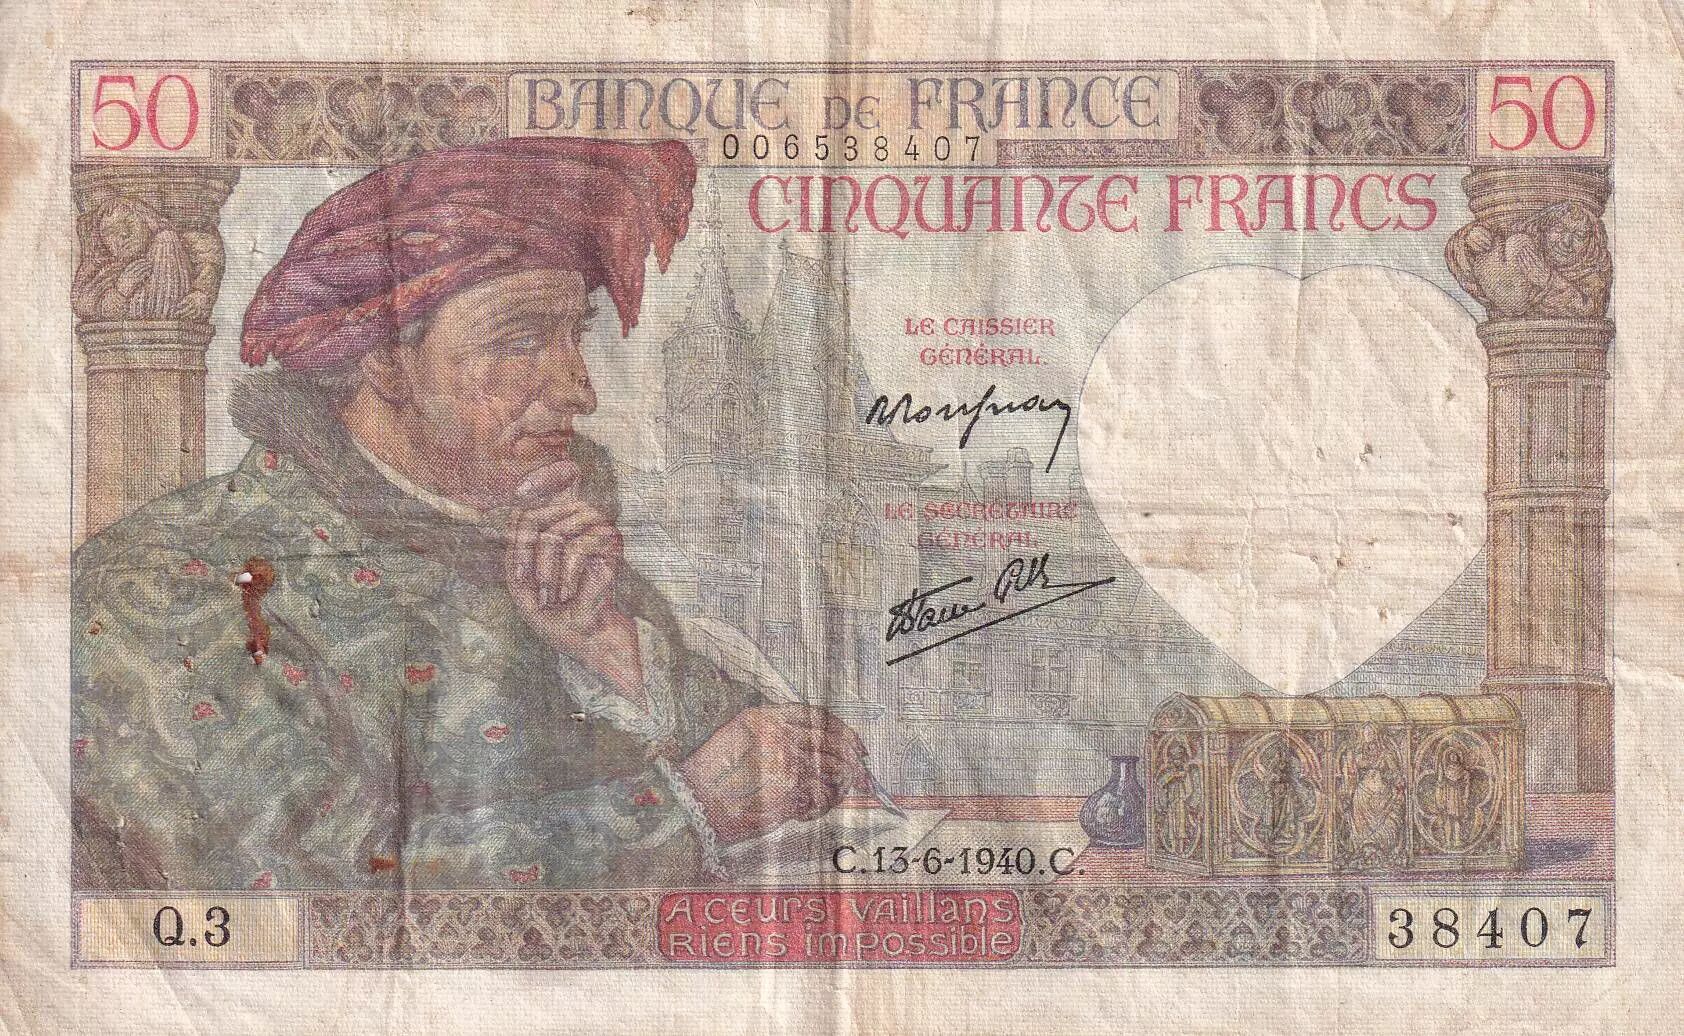 50 BANQUE DE FRANCE 50
006538407
CINQUANTE FRANCS
LE CAISSIER
GÉNÉRAL.
LE SECRÉTAIRE
GÉNÉRAL
C.13-6-1940.C.
Q.3
A CEURS VAILLANS
RIENS IMPOSSIBLE
38407